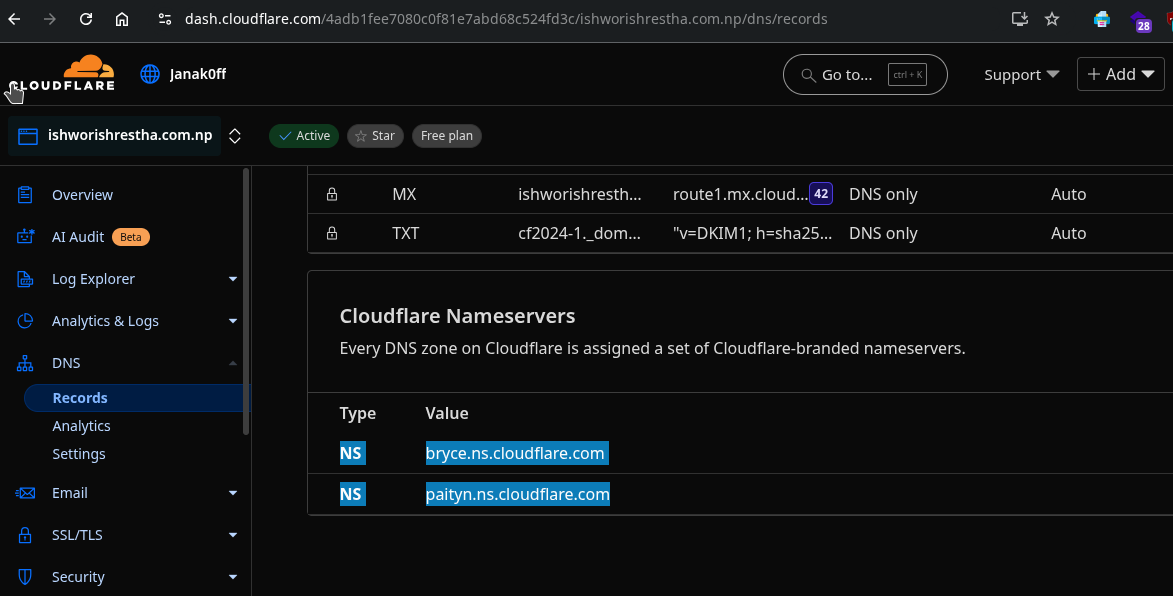 dash.cloudflare.com/4adb1fee7080c0f81e7abd68c524fd3c/ishworishrestha.com.np/dns/records
28
CLOUDFLARE
Janak0ff
Go to... ctrl + K
Support
+ Add
ishworishrestha.com.np
Active
Star
Free plan
Overview
AI Audit Beta
Log Explorer
Analytics & Logs
DNS
Records
Analytics
Settings
Email
SSL/TLS
Security
MX ishworishresth... route1.mx.cloud... 42 DNS only Auto
TXT cf2024-1._dom... "v=DKIM1; h=sha25... DNS only Auto
Cloudflare Nameservers
Every DNS zone on Cloudflare is assigned a set of Cloudflare-branded nameservers.
Type Value
NS bryce.ns.cloudflare.com
NS paityn.ns.cloudflare.com